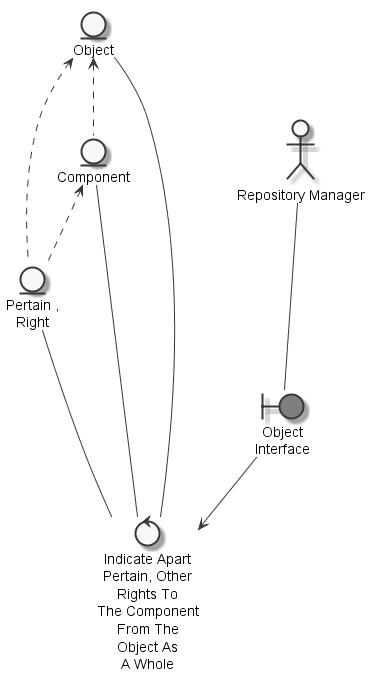 Object
Component
Repository Manager
Pertain ,
Right
Object
Interface
Indicate Apart
Pertain, Other
Rights To
The Component
From The
Object As
A Whole